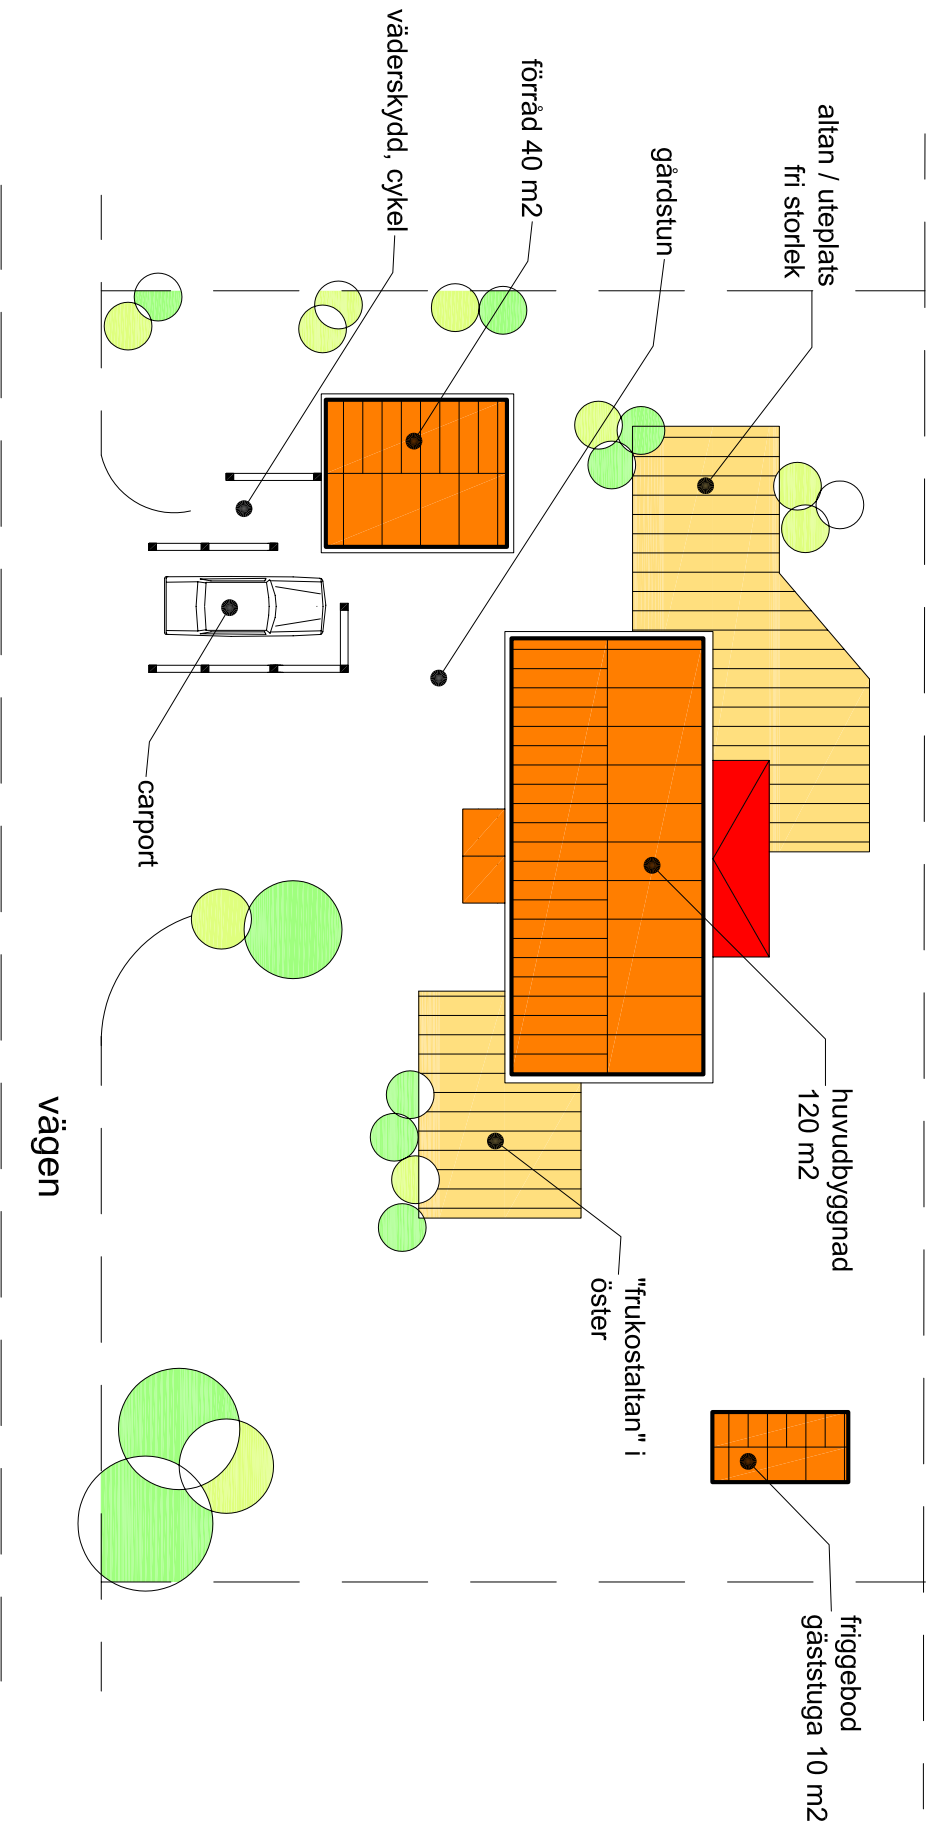 väderskydd, cykel
förråd 40 m2
gårdstun
altan / uteplats
fri storlek
carport
huvudbyggnad
120 m2
"frukostaltan" i
öster
friggebod
gäststuga 10 m2
vägen